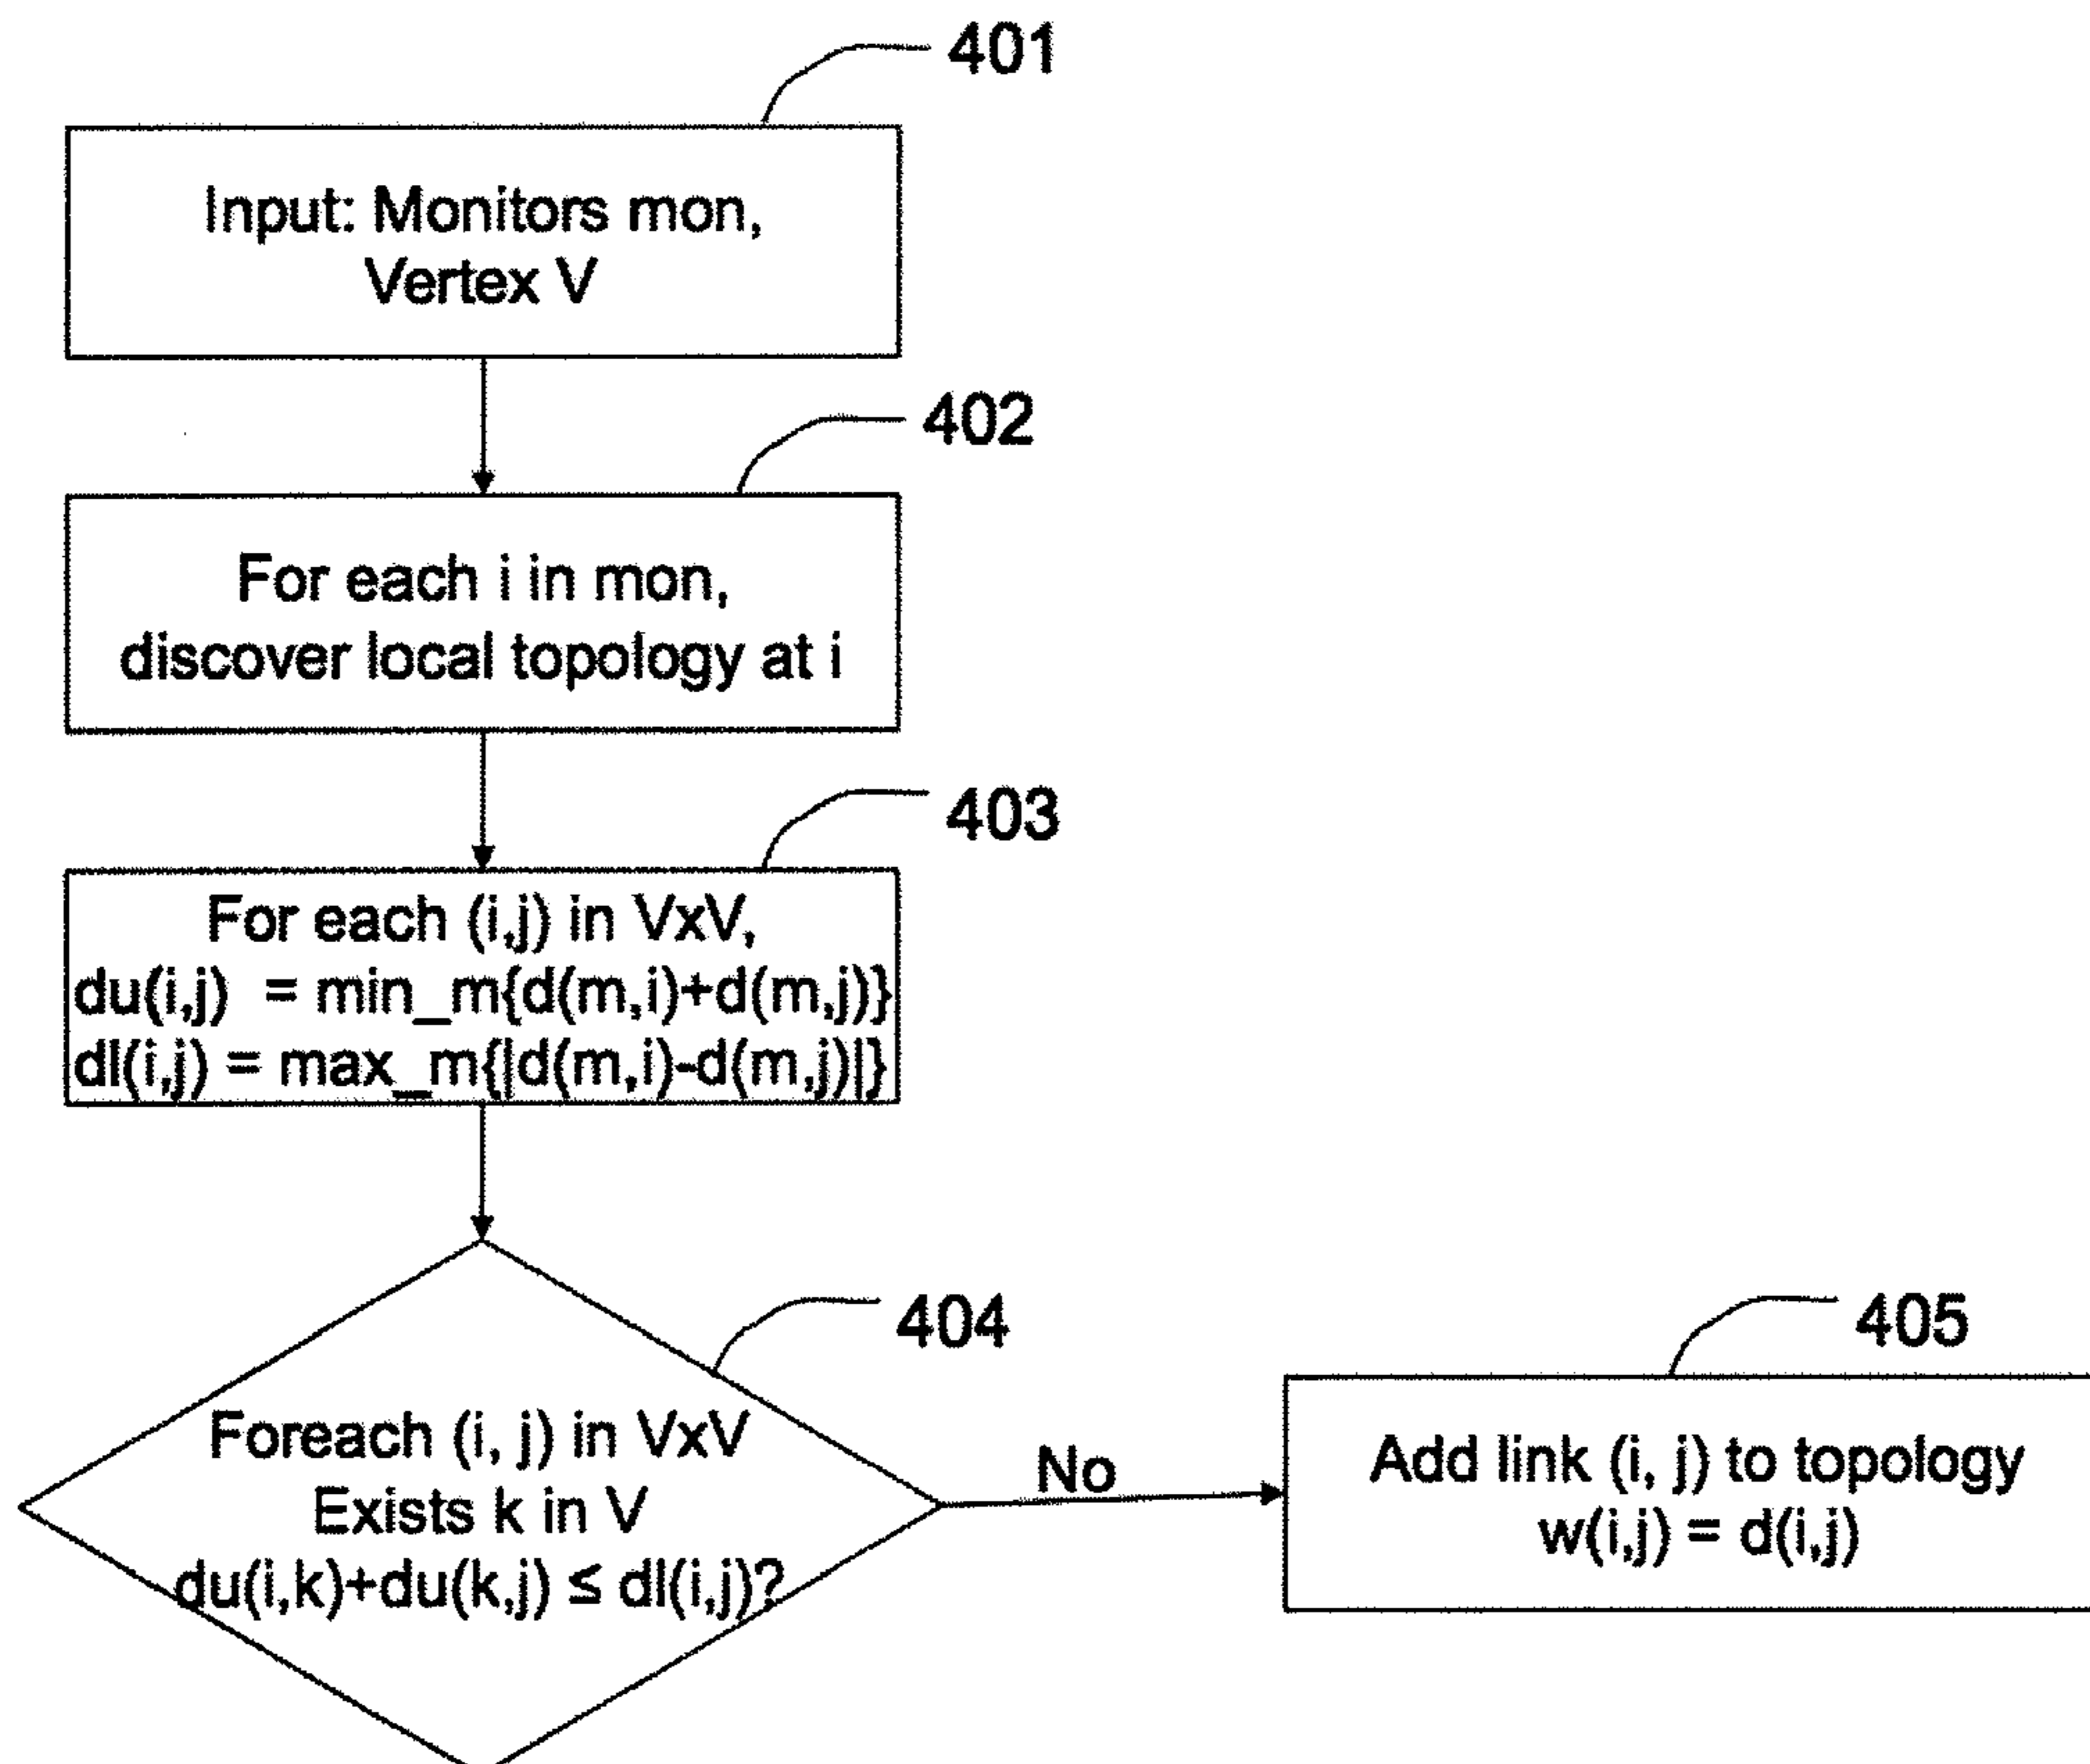 401
Input: Monitors mon,
Vertex V
402
For each i in mon,
discover local topology at i
403
For each (i,j) in VxV,
du(i,j) = min_m{d(m,i)+d(m,j)}
dl(i,j) = max_m{|d(m,i)-d(m,j)|}
404
Foreach (i, j) in VxV
Exists k in V
du(i,k)+du(k,j) ≤ dl(i,j)?
No
405
Add link (i, j) to topology
w(i,j) = d(i,j)